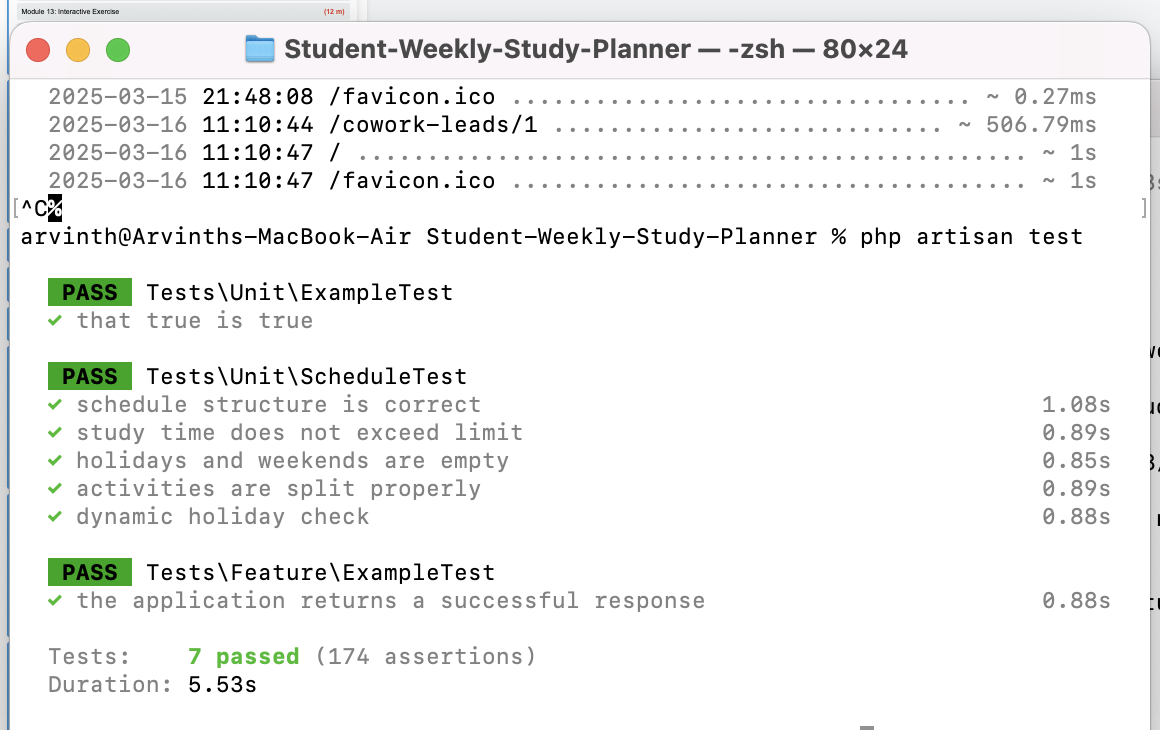 Module 13: Interactive Exercise (12 m)
Student-Weekly-Study-Planner — -zsh — 80×24
2025-03-15 21:48:08 /favicon.ico ................................. ~ 0.27ms
2025-03-16 11:10:44 /cowork-leads/1 ............................ ~ 506.79ms
2025-03-16 11:10:47 / ................................................ ~ 1s
2025-03-16 11:10:47 /favicon.ico ..................................... ~ 1s
[^C% ]
arvinth@Arvinths-MacBook-Air Student-Weekly-Study-Planner % php artisan test
PASS Tests\Unit\ExampleTest
✓ that true is true
PASS Tests\Unit\ScheduleTest
✓ schedule structure is correct 1.08s
✓ study time does not exceed limit 0.89s
✓ holidays and weekends are empty 0.85s
✓ activities are split properly 0.89s
✓ dynamic holiday check 0.88s
PASS Tests\Feature\ExampleTest
✓ the application returns a successful response 0.88s
Tests: 7 passed (174 assertions)
Duration: 5.53s